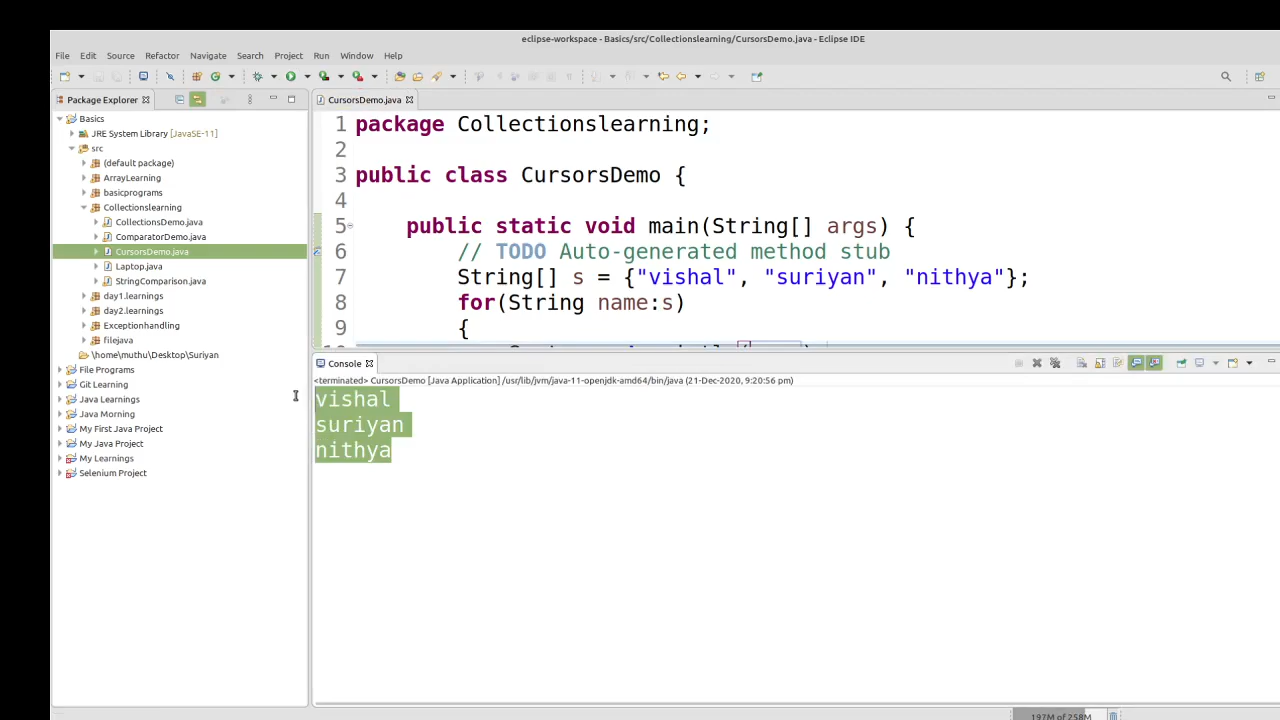 eclipse-workspace - Basics/src/Collectionslearning/CursorsDemo.java - Eclipse IDE
File Edit Source Refactor Navigate Search Project Run Window Help
Package Explorer
Basics
JRE System Library [JavaSE-11]
src
(default package)
ArrayLearning
basicprograms
Collectionslearning
CollectionsDemo.java
ComparatorDemo.java
CursorsDemo.java
Laptop.java
StringComparison.java
day1.learnings
day2.learnings
Exceptionhandling
filejava
\home\muthu\Desktop\Suriyan
File Programs
Git Learning
Java Learnings
Java Morning
My First Java Project
My Java Project
My Learnings
Selenium Project
CursorsDemo.java
1 package Collectionslearning;
2
3 public class CursorsDemo {
4
5 public static void main(String[] args) {
6 // TODO Auto-generated method stub
7 String[] s = {"vishal", "suriyan", "nithya"};
8 for(String name:s)
9 {
Console
<terminated> CursorsDemo [Java Application] /usr/lib/jvm/java-11-openjdk-amd64/bin/java (21-Dec-2020, 9:20:56 pm)
vishal
suriyan
nithya
197M of 258M